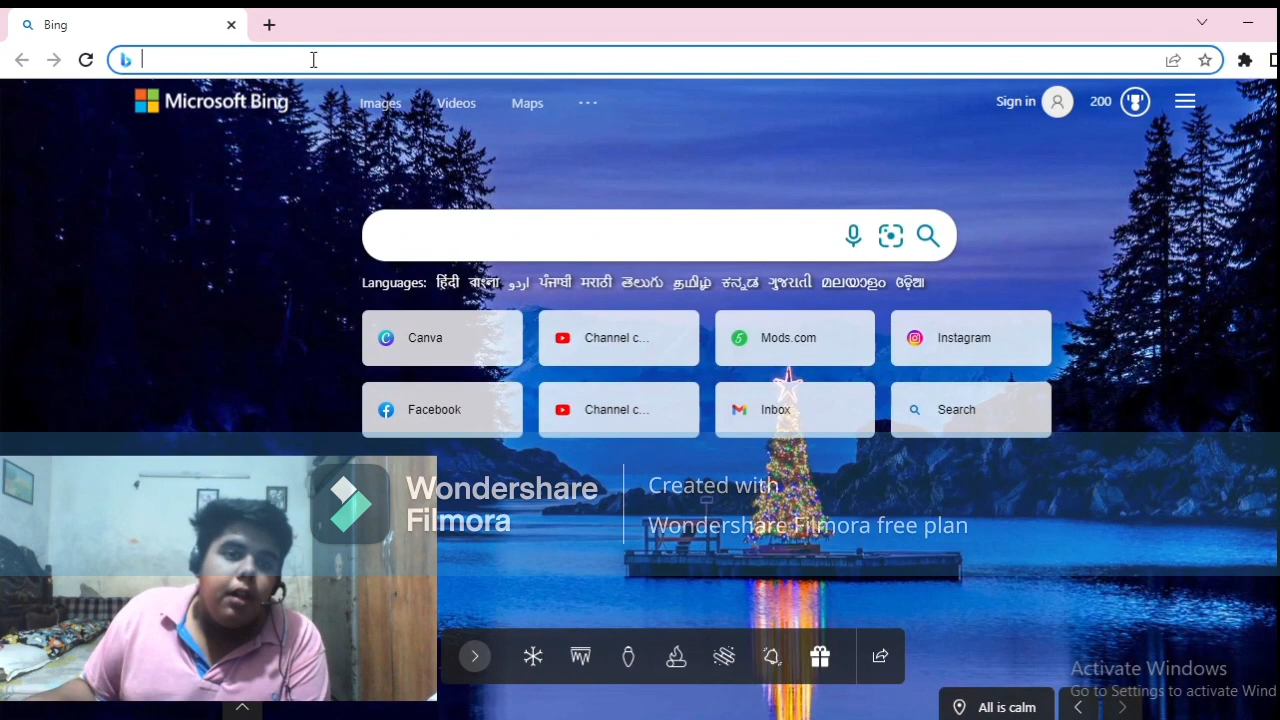 Bing
Microsoft Bing
Images
Videos
Maps
Sign in
200
Languages: हिंदी বাংলা اردو ਪੰਜਾਬੀ मराठी తెలుగు தமிழ் ಕನ್ನಡ ગુજરાતી മലയാളം ଓଡ଼ିଆ
Canva
Channel c...
Mods.com
Instagram
Facebook
Channel c...
Inbox
Search
Wondershare
Filmora
Created with
Wondershare Filmora free plan
Activate Windows
Go to Settings to activate Wind
All is calm